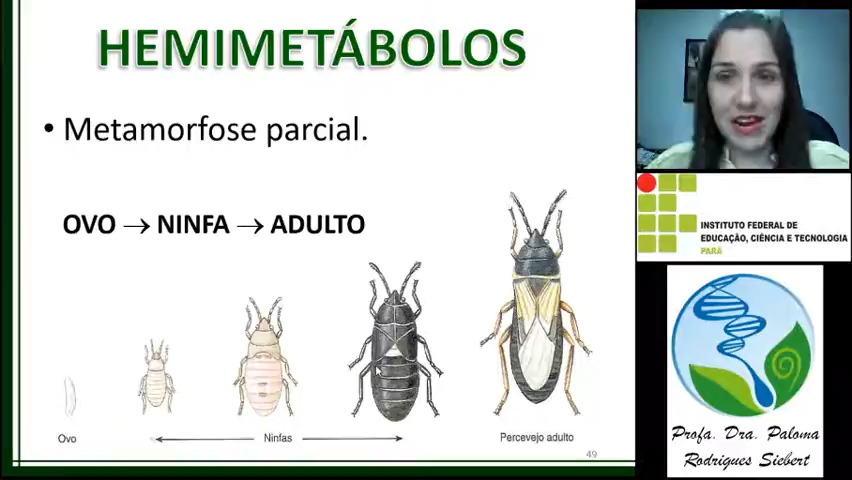 HEMIMETÁBOLOS
• Metamorfose parcial.
OVO → NINFA → ADULTO
Ovo
Ninfas
Percevejo adulto
49
INSTITUTO FEDERAL DE
EDUCAÇÃO, CIÊNCIA E TECNOLOGIA
PARÁ
Profa. Dra. Paloma
Rodrigues Siebert